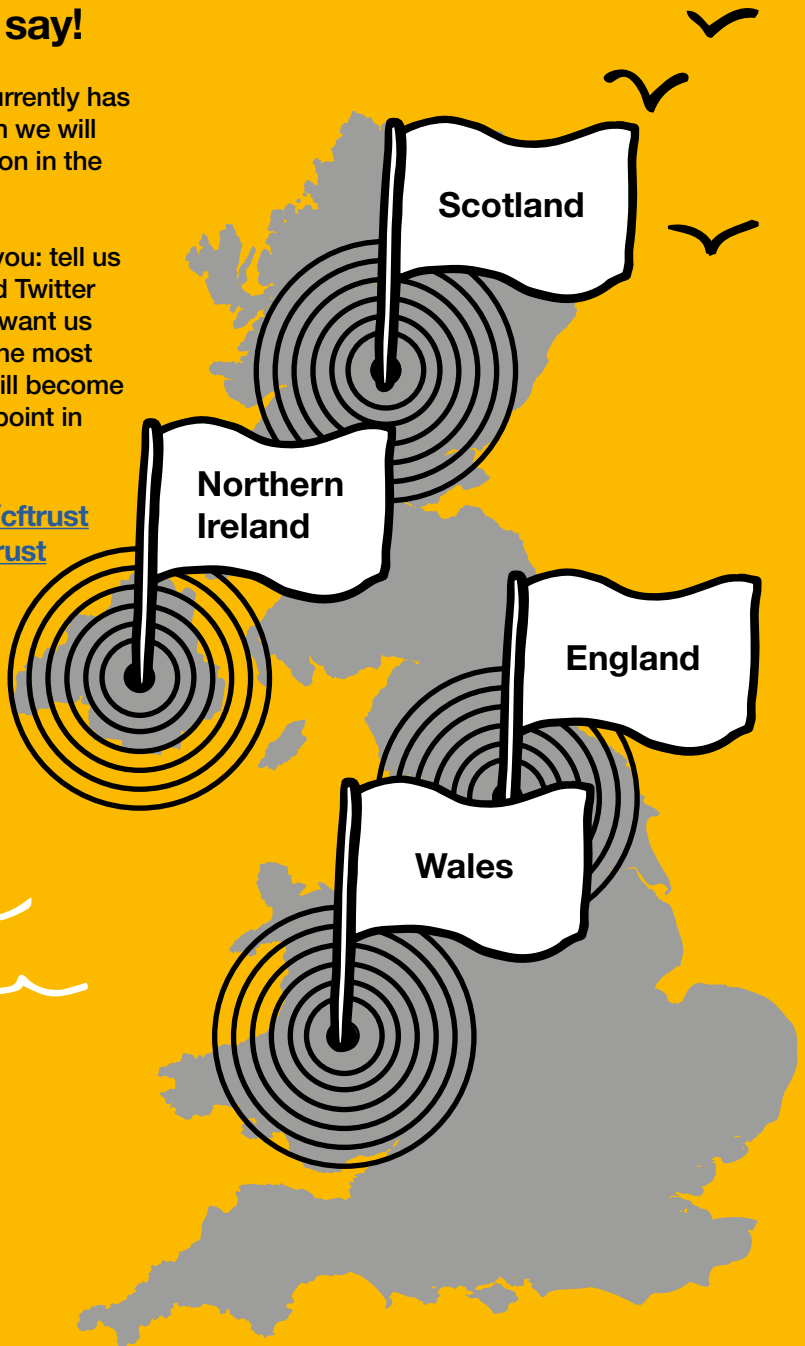 say!
urrently has
n we will
on in the
you: tell us
d Twitter
want us
he most
ill become
point in
cftrust
rust
Scotland
Northern
Ireland
England
Wales